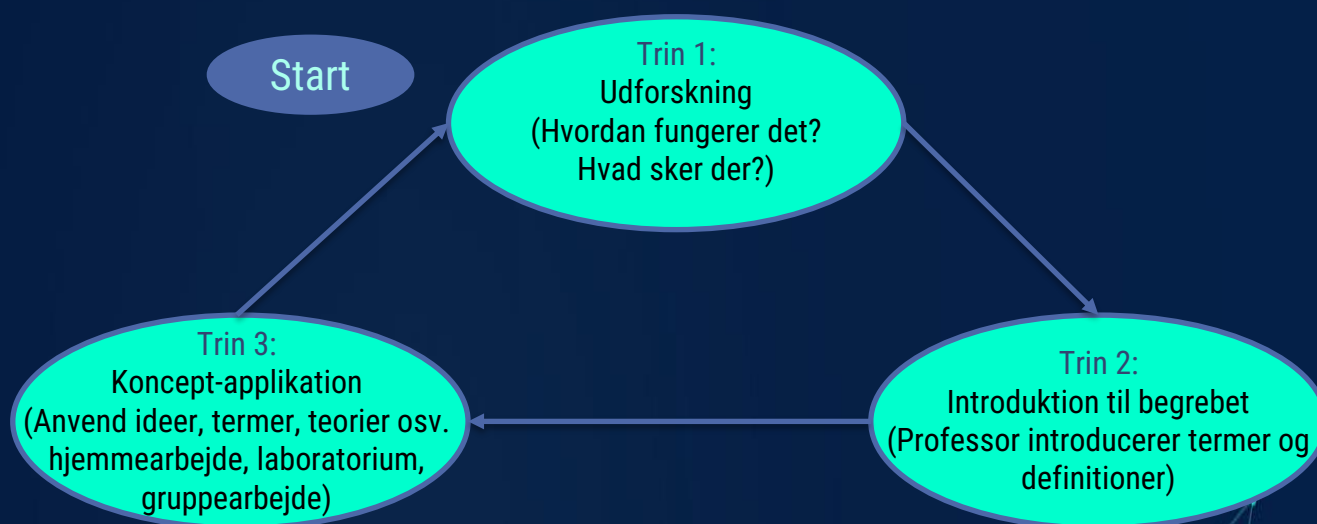 Start
Trin 1:
Udforskning
(Hvordan fungerer det?
Hvad sker der?)
Trin 2:
Introduktion til begrebet
(Professor introducerer termer og
definitioner)
Trin 3:
Koncept-applikation
(Anvend ideer, termer, teorier osv.
hjemmearbejde, laboratorium,
gruppearbejde)